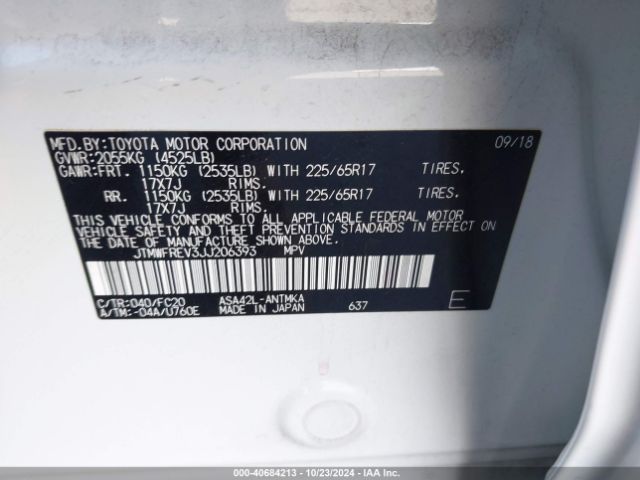 MFD.BY:TOYOTA MOTOR CORPORATION 09/18
GVWR:2055KG (4525LB)
GAWR:FRT. 1150KG (2535LB) WITH 225/65R17 TIRES.
17X7J RIMS.
RR. 1150KG (2535LB) WITH 225/65R17 TIRES.
17X7J RIMS.
THIS VEHICLE CONFORMS TO ALL APPLICABLE FEDERAL MOTOR
VEHICLE SAFETY AND THEFT PREVENTION STANDARDS IN EFFECT ON
THE DATE OF MANUFACTURE SHOWN ABOVE.
JTMWFREV3JJ206393 MPV
C/TR:040/FC20 ASA42L-ANTMKA
A/TM:-04A/U760E MADE IN JAPAN 637 E
000-40684213 - 10/23/2024 - IAA Inc.